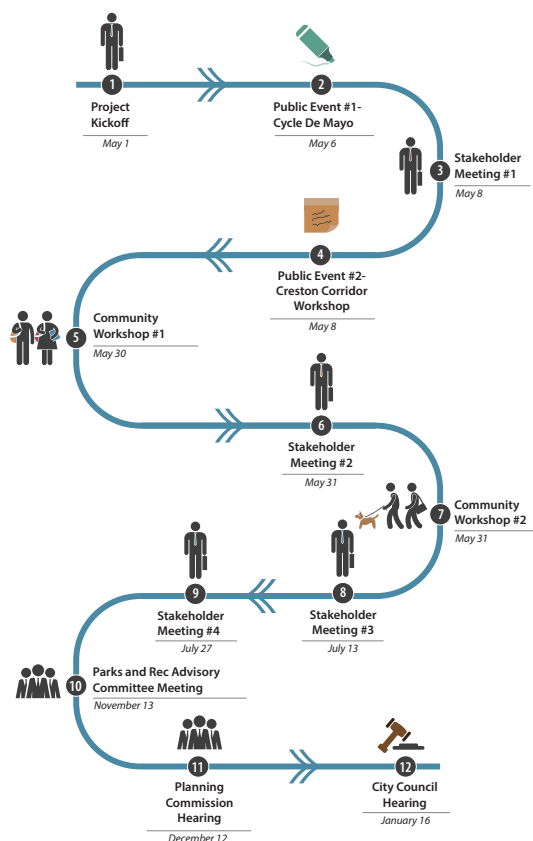 1
Project
Kickoff
May 1
2
Public Event #1-
Cycle De Mayo
May 6
3
Stakeholder
Meeting #1
May 8
4
Public Event #2-
Creston Corridor
Workshop
May 8
5
Community
Workshop #1
May 30
6
Stakeholder
Meeting #2
May 31
7
Community
Workshop #2
May 31
8
Stakeholder
Meeting #3
July 13
9
Stakeholder
Meeting #4
July 27
10
Parks and Rec Advisory
Committee Meeting
November 13
11
Planning
Commission
Hearing
December 12
12
City Council
Hearing
January 16